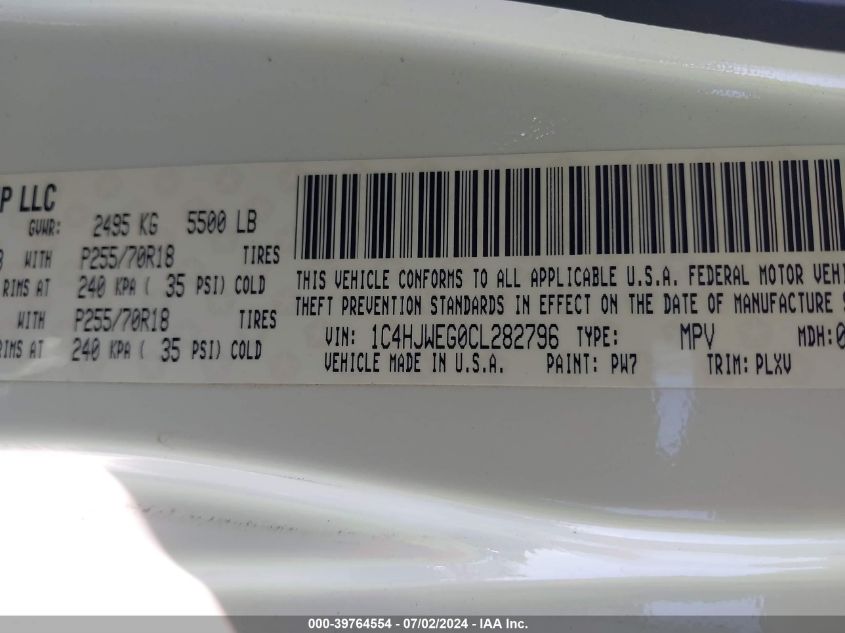 P LLC
GVWR: 2495 KG 5500 LB
WITH P255/70R18 TIRES
RIMS AT 240 KPA ( 35 PSI) COLD
WITH P255/70R18 TIRES
RIMS AT 240 KPA ( 35 PSI) COLD
THIS VEHICLE CONFORMS TO ALL APPLICABLE U.S.A. FEDERAL MOTOR VEHI
THEFT PREVENTION STANDARDS IN EFFECT ON THE DATE OF MANUFACTURE S
VIN: 1C4HJWEG0CL282796 TYPE: MPV MDH:0
VEHICLE MADE IN U.S.A. PAINT: PW7 TRIM: PLXV
000-39764554 / 07/02/2024 - IAA Inc.